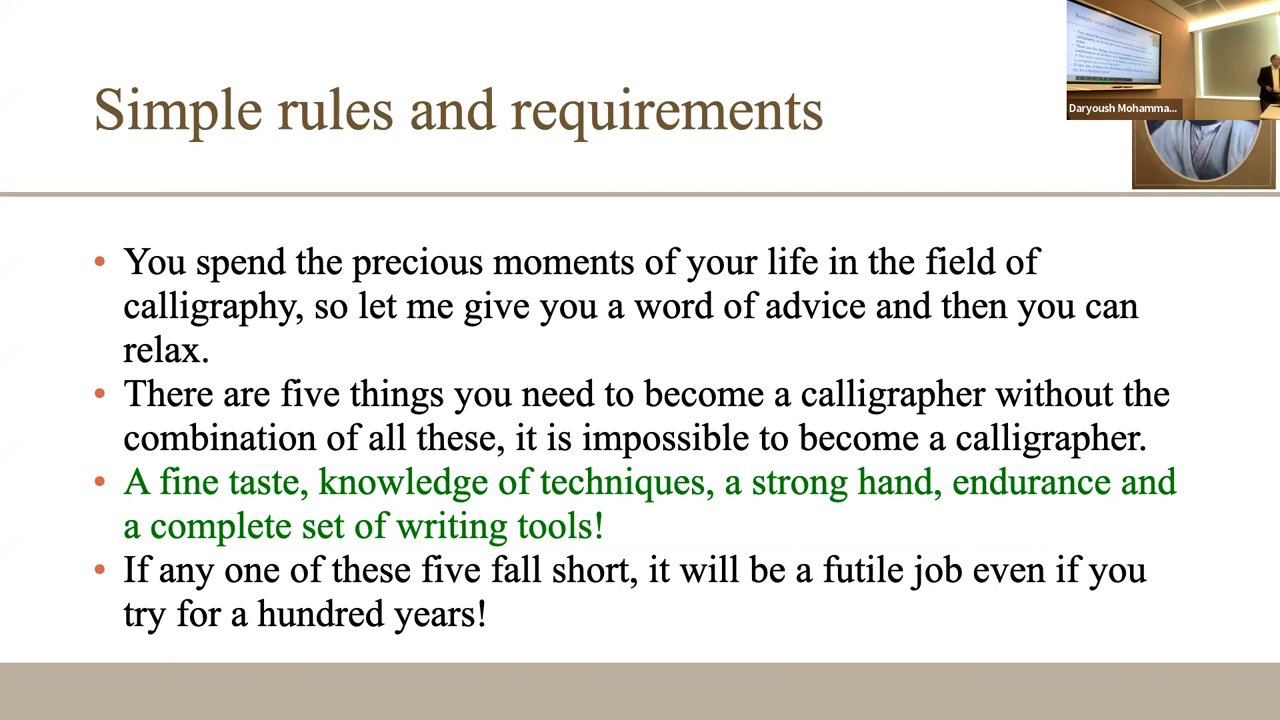 Simple rules and requirements
Daryoush Mohamma...
You spend the precious moments of your life in the field of
calligraphy, so let me give you a word of advice and then you can
relax.
There are five things you need to become a calligrapher without the
combination of all these, it is impossible to become a calligrapher.
A fine taste, knowledge of techniques, a strong hand, endurance and
a complete set of writing tools!
If any one of these five fall short, it will be a futile job even if you
try for a hundred years!